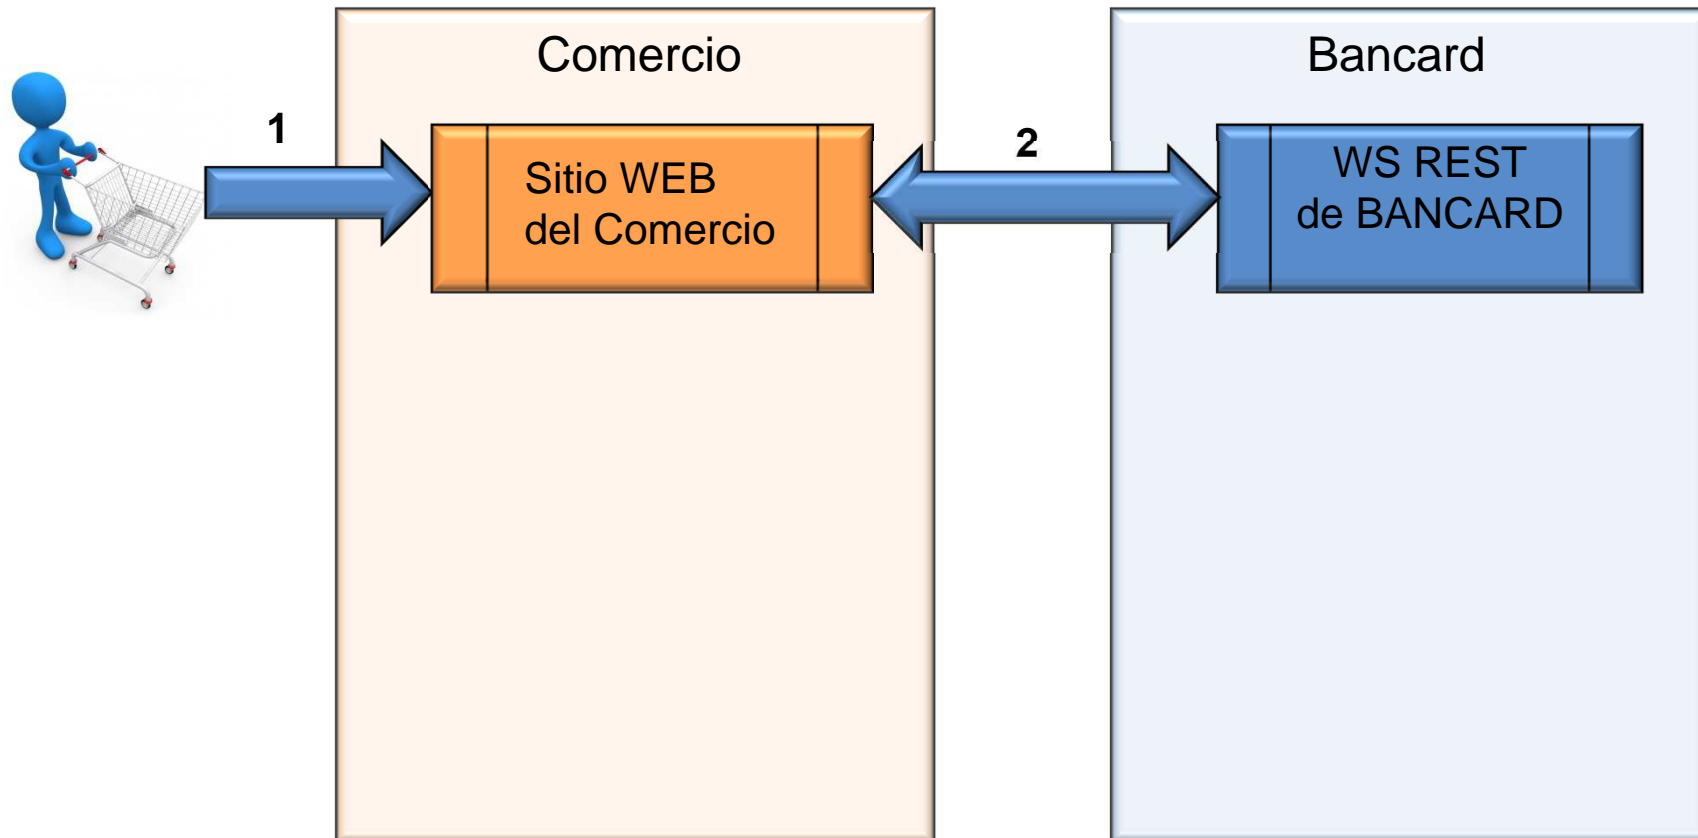 Comercio
Bancard
1
Sitio WEB
del Comercio
2
WS REST
de BANCARD